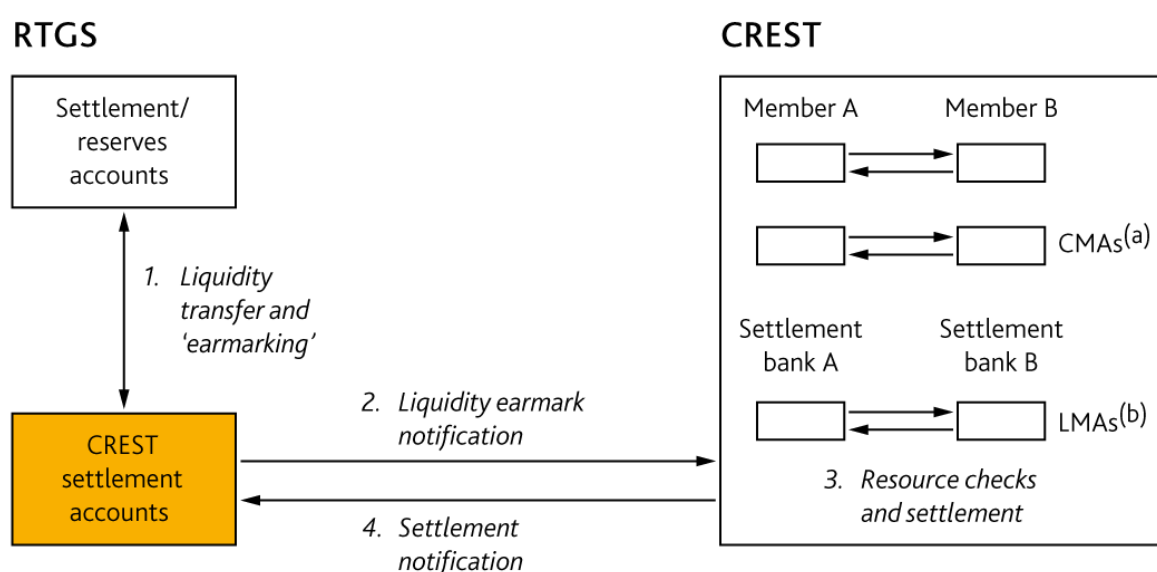 RTGS
Settlement/
reserves
accounts
1. Liquidity
transfer and
‘earmarking’
CREST
settlement
accounts
2. Liquidity earmark
notification
4. Settlement
notification
CREST
Member A
Member B
CMAs(a)
Settlement
bank A
Settlement
bank B
LMAs(b)
3. Resource checks
and settlement